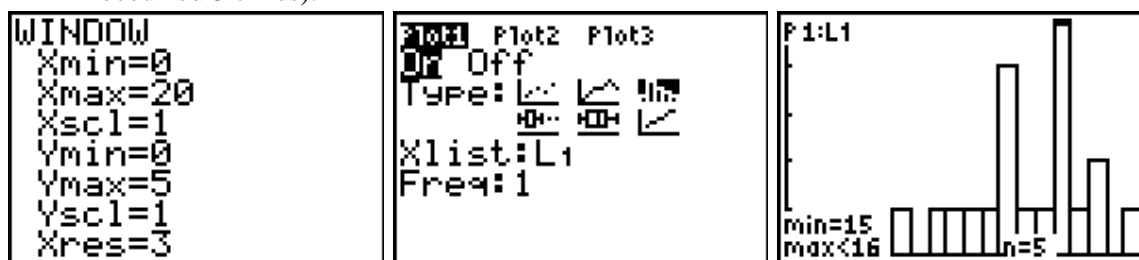 WINDOW
Xmin=0
Xmax=20
Xscl=1
Ymin=0
Ymax=5
Yscl=1
Xres=3
Plot1 Plot2 Plot3
On Off
Type:
Xlist:L1
Freq:1
P1:L1
min=15
max<16 n=5